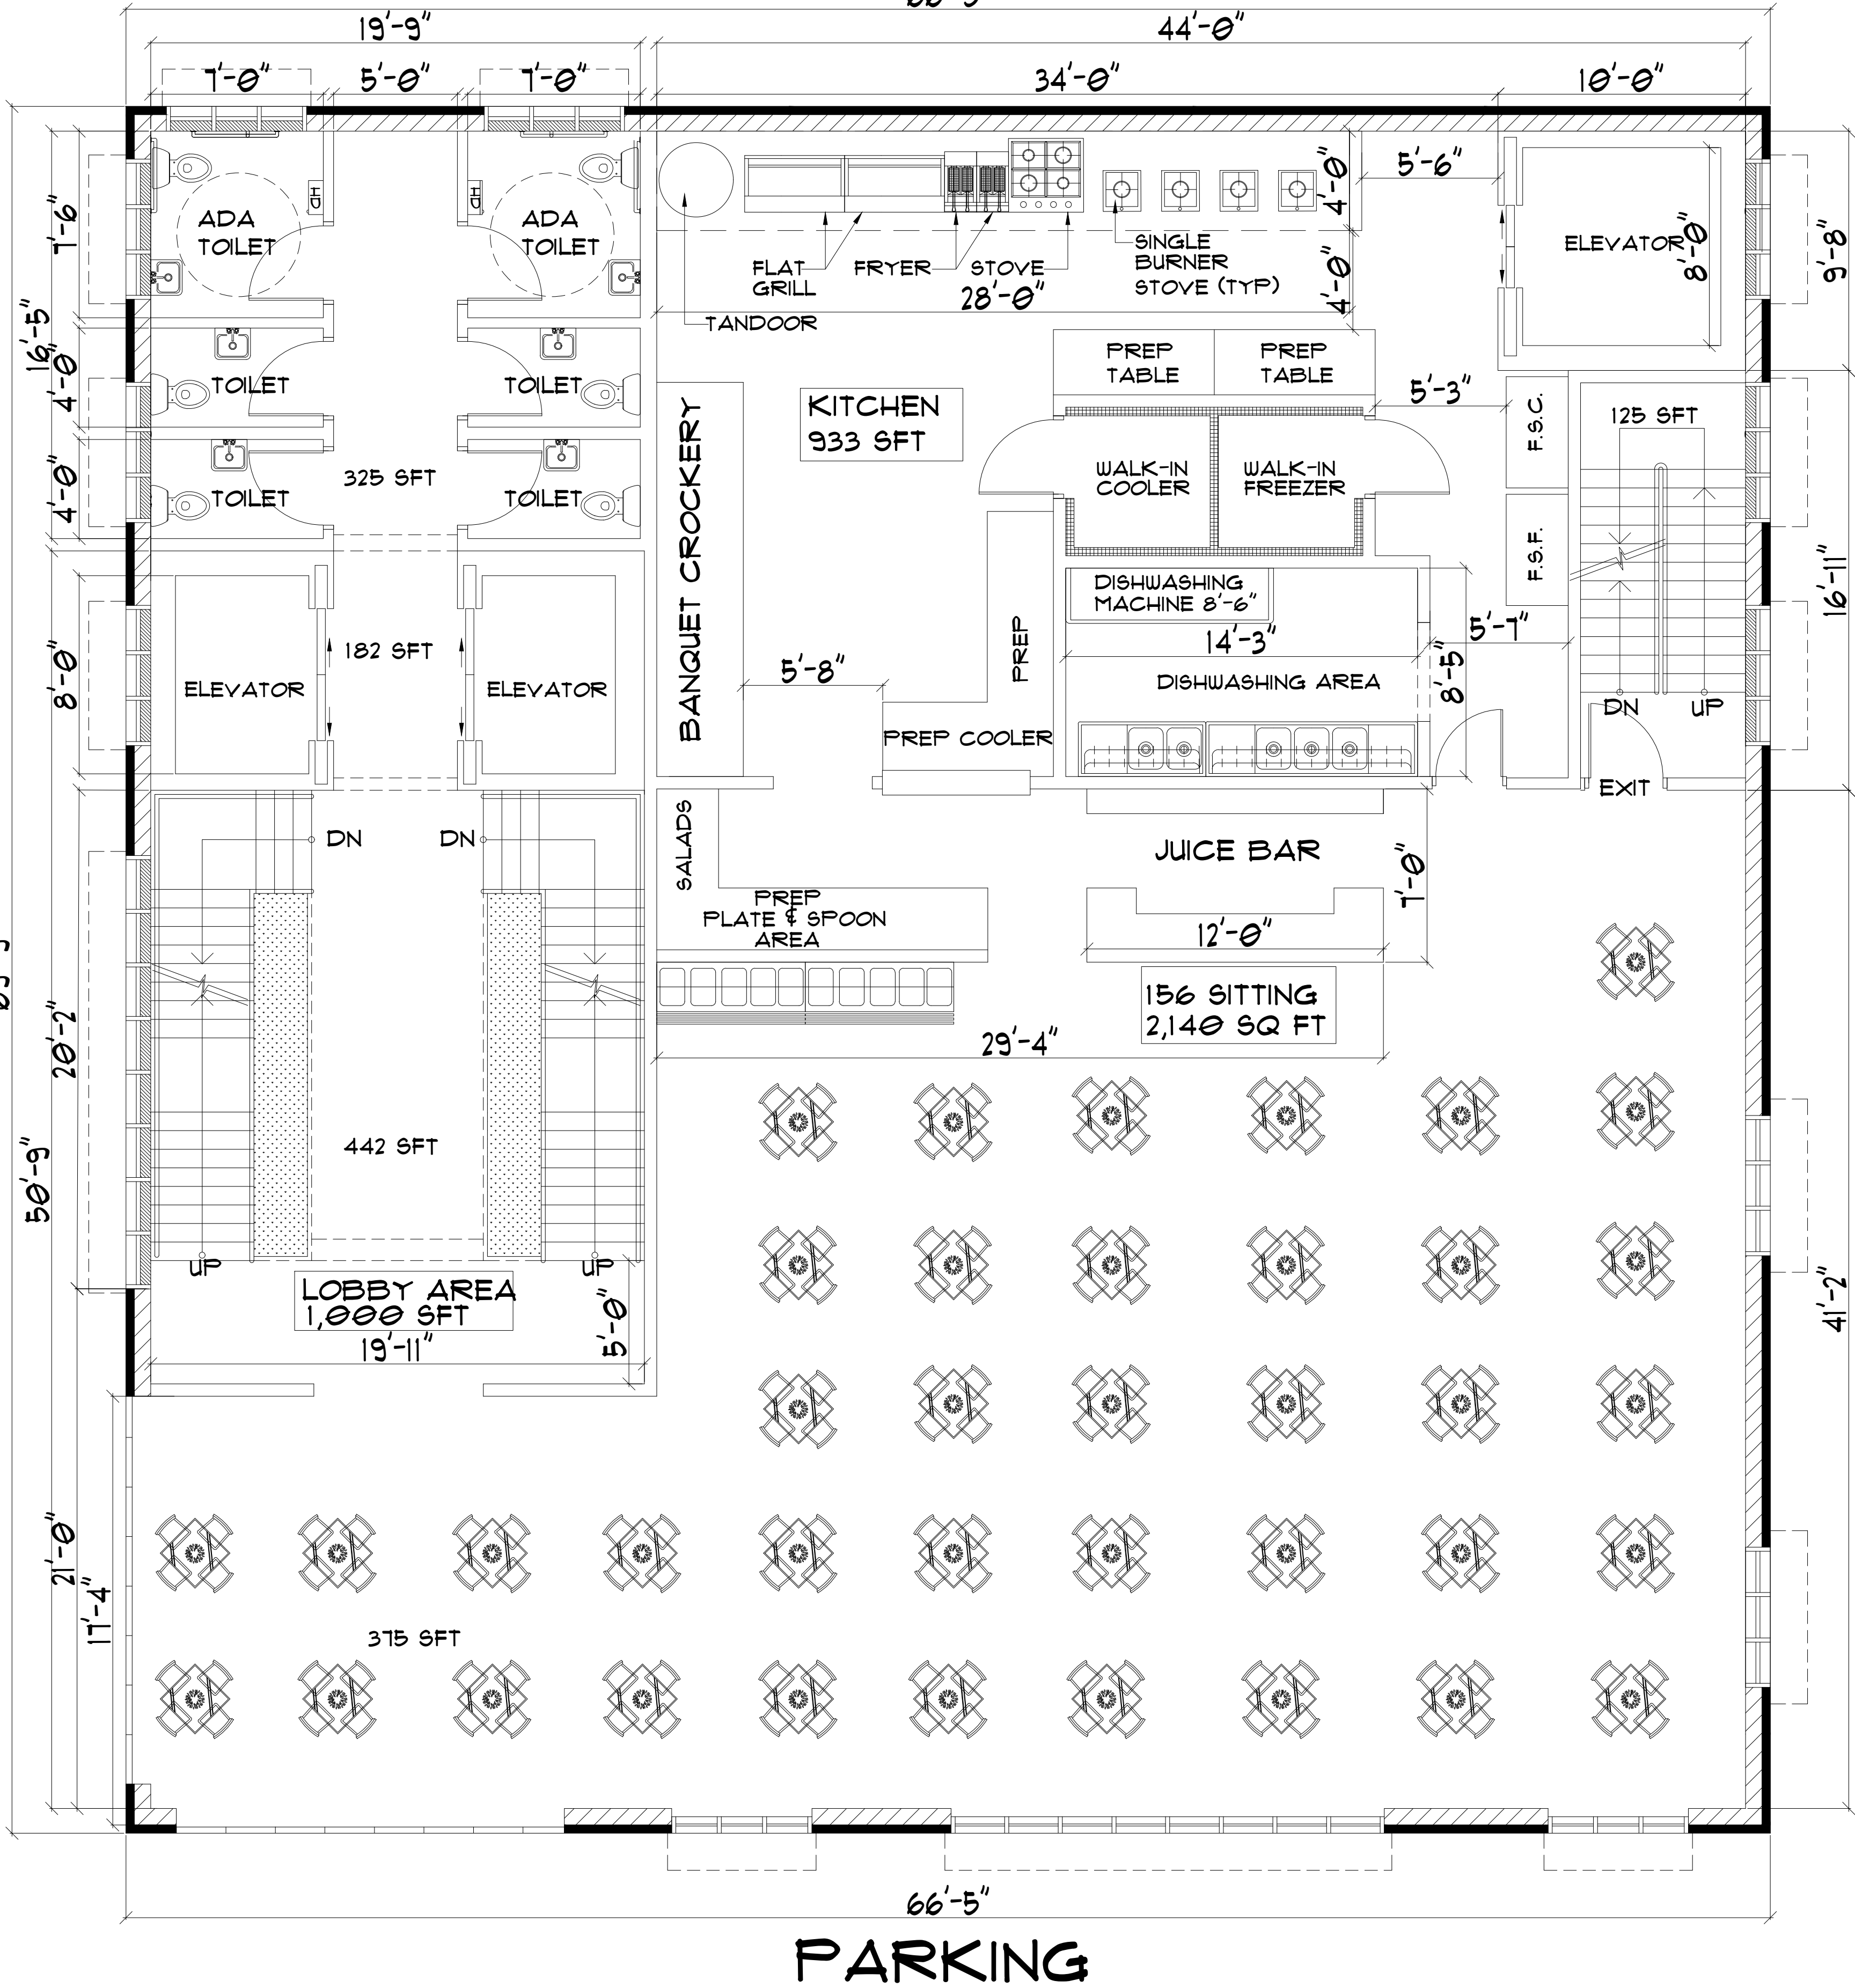 19'-9"
44'-0"
7'-0"
5'-0"
7'-0"
34'-0"
10'-0"
7'-6"
16'-5"
4'-0"
4'-0"
ADA
TOILET
HD
HD
ADA
TOILET
TOILET
TOILET
TOILET
TOILET
325 SFT
FLAT
GRILL
FRYER
STOVE
SINGLE
BURNER
STOVE (TYP)
28'-0"
TANDOOR
4'-0"
4'-0"
5'-6"
ELEVATOR
8'-0"
9'-8"
PREP
TABLE
PREP
TABLE
KITCHEN
933 SFT
BANQUET CROCKERY
5'-3"
F.S.C.
F.S.F.
125 SFT
WALK-IN
COOLER
WALK-IN
FREEZER
16'-11"
DISHWASHING
MACHINE 8'-6"
14'-3"
5'-7"
8'-5"
DISHWASHING AREA
PREP
5'-8"
PREP COOLER
DN
UP
EXIT
8'-0"
ELEVATOR
182 SFT
ELEVATOR
DN
DN
SALADS
PREP
PLATE & SPOON
AREA
JUICE BAR
7'-0"
12'-0"
156 SITTING
2,140 SQ FT
29'-4"
20'-2"
50'-9"
442 SFT
UP
UP
LOBBY AREA
1,000 SFT
19'-11"
5'-0"
41'-2"
21'-0"
17'-4"
375 SFT
66'-5"
PARKING